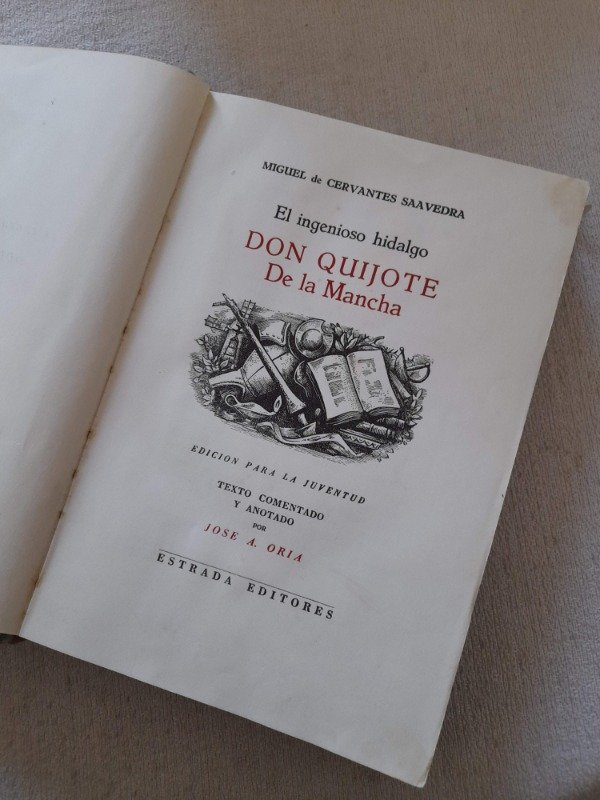 MIGUEL de CERVANTES SAAVEDRA
El ingenioso hidalgo
DON QUIJOTE
De la Mancha
EDICION PARA LA JUVENTUD
TEXTO COMENTADO
Y ANOTADO
POR
JOSE A. ORIA
ESTRADA EDITORES